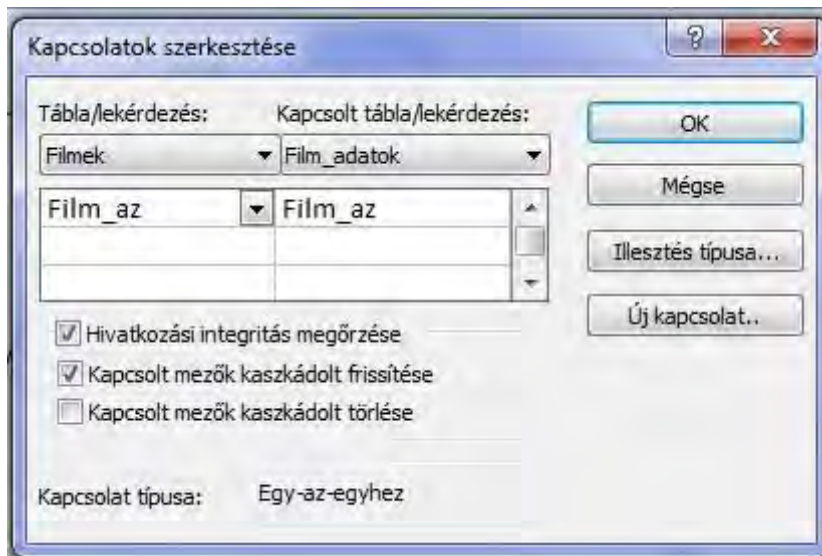 Kapcsolatok szerkesztése
Tábla/lekérdezés: Kapcsolt tábla/lekérdezés:
Filmek Film_adatok
Film_az Film_az
Hivatkozási integritás megőrzése
Kapcsolt mezők kaszkádolt frissítése
Kapcsolt mezők kaszkádolt törlése
Kapcsolat típusa: Egy-az-egyhez
OK
Mégse
Illesztés típusa...
Új kapcsolat..